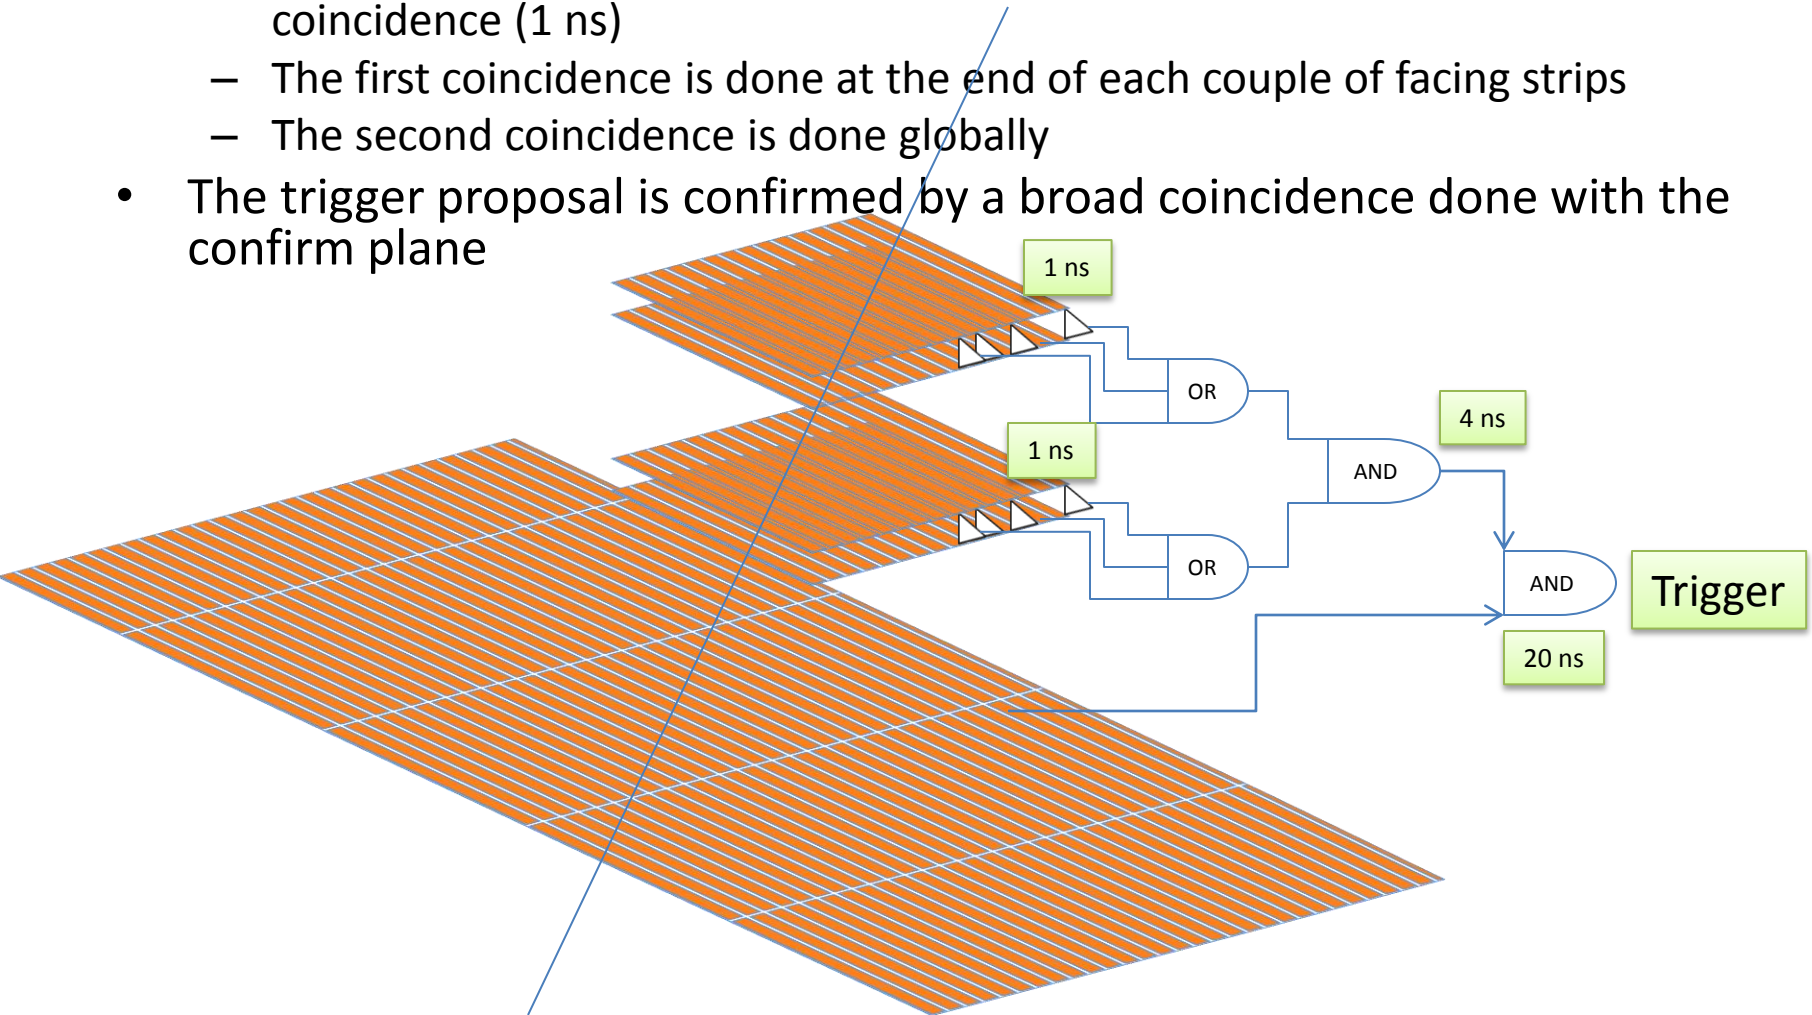 coincidence (1 ns)
– The first coincidence is done at the end of each couple of facing strips
– The second coincidence is done globally
• The trigger proposal is confirmed by a broad coincidence done with the
confirm plane
1 ns
OR
4 ns
1 ns
AND
OR
AND
Trigger
20 ns